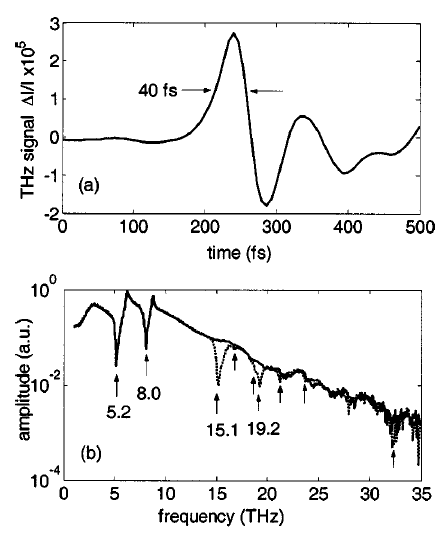 THz signal ΔI/I x10⁵
3
2
1
0
-1
-2
40 fs
(a)
0 100 200 300 400 500
time (fs)
amplitude (a.u.)
10⁰
10⁻²
10⁻⁴
5.2
8.0
15.1
19.2
(b)
0 5 10 15 20 25 30 35
frequency (THz)